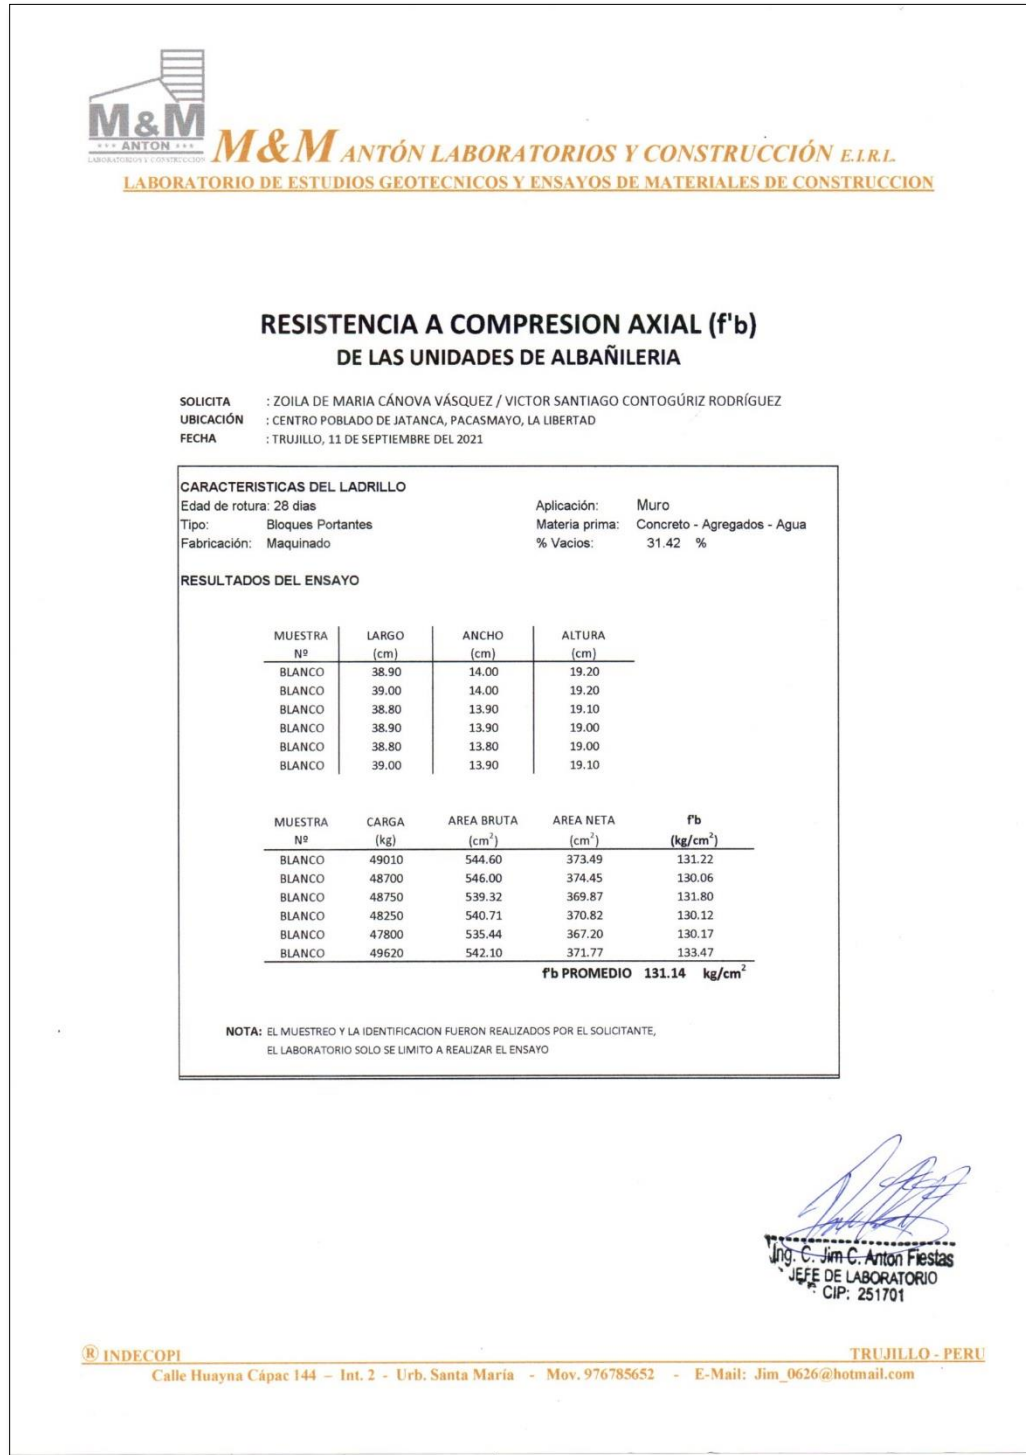 M&M
*** ANTON ***
LABORATORIOS Y CONSTRUCCION
M&M ANTÓN LABORATORIOS Y CONSTRUCCIÓN E.I.R.L.
LABORATORIO DE ESTUDIOS GEOTECNICOS Y ENSAYOS DE MATERIALES DE CONSTRUCCION
RESISTENCIA A COMPRESION AXIAL (f'b)
DE LAS UNIDADES DE ALBAÑILERIA
SOLICITA : ZOILA DE MARIA CÁNOVA VÁSQUEZ / VICTOR SANTIAGO CONTOGÚRIZ RODRÍGUEZ
UBICACIÓN : CENTRO POBLADO DE JATANCA, PACASMAYO, LA LIBERTAD
FECHA : TRUJILLO, 11 DE SEPTIEMBRE DEL 2021
CARACTERISTICAS DEL LADRILLO
Edad de rotura: 28 dias Aplicación: Muro
Tipo: Bloques Portantes Materia prima: Concreto - Agregados - Agua
Fabricación: Maquinado % Vacios: 31.42 %
RESULTADOS DEL ENSAYO
MUESTRA LARGO ANCHO ALTURA
Nº (cm) (cm) (cm)
BLANCO 38.90 14.00 19.20
BLANCO 39.00 14.00 19.20
BLANCO 38.80 13.90 19.10
BLANCO 38.90 13.90 19.00
BLANCO 38.80 13.80 19.00
BLANCO 39.00 13.90 19.10
MUESTRA CARGA AREA BRUTA AREA NETA f'b
Nº (kg) (cm²) (cm²) (kg/cm²)
BLANCO 49010 544.60 373.49 131.22
BLANCO 48700 546.00 374.45 130.06
BLANCO 48750 539.32 369.87 131.80
BLANCO 48250 540.71 370.82 130.12
BLANCO 47800 535.44 367.20 130.17
BLANCO 49620 542.10 371.77 133.47
f'b PROMEDIO 131.14 kg/cm²
NOTA: EL MUESTREO Y LA IDENTIFICACION FUERON REALIZADOS POR EL SOLICITANTE,
EL LABORATORIO SOLO SE LIMITO A REALIZAR EL ENSAYO
Ing. C. Jim C. Anton Fiestas
JEFE DE LABORATORIO
CIP: 251701
® INDECOPI TRUJILLO - PERU
Calle Huayna Cápac 144 – Int. 2 - Urb. Santa María - Mov. 976785652 - E-Mail: Jim_0626@hotmail.com